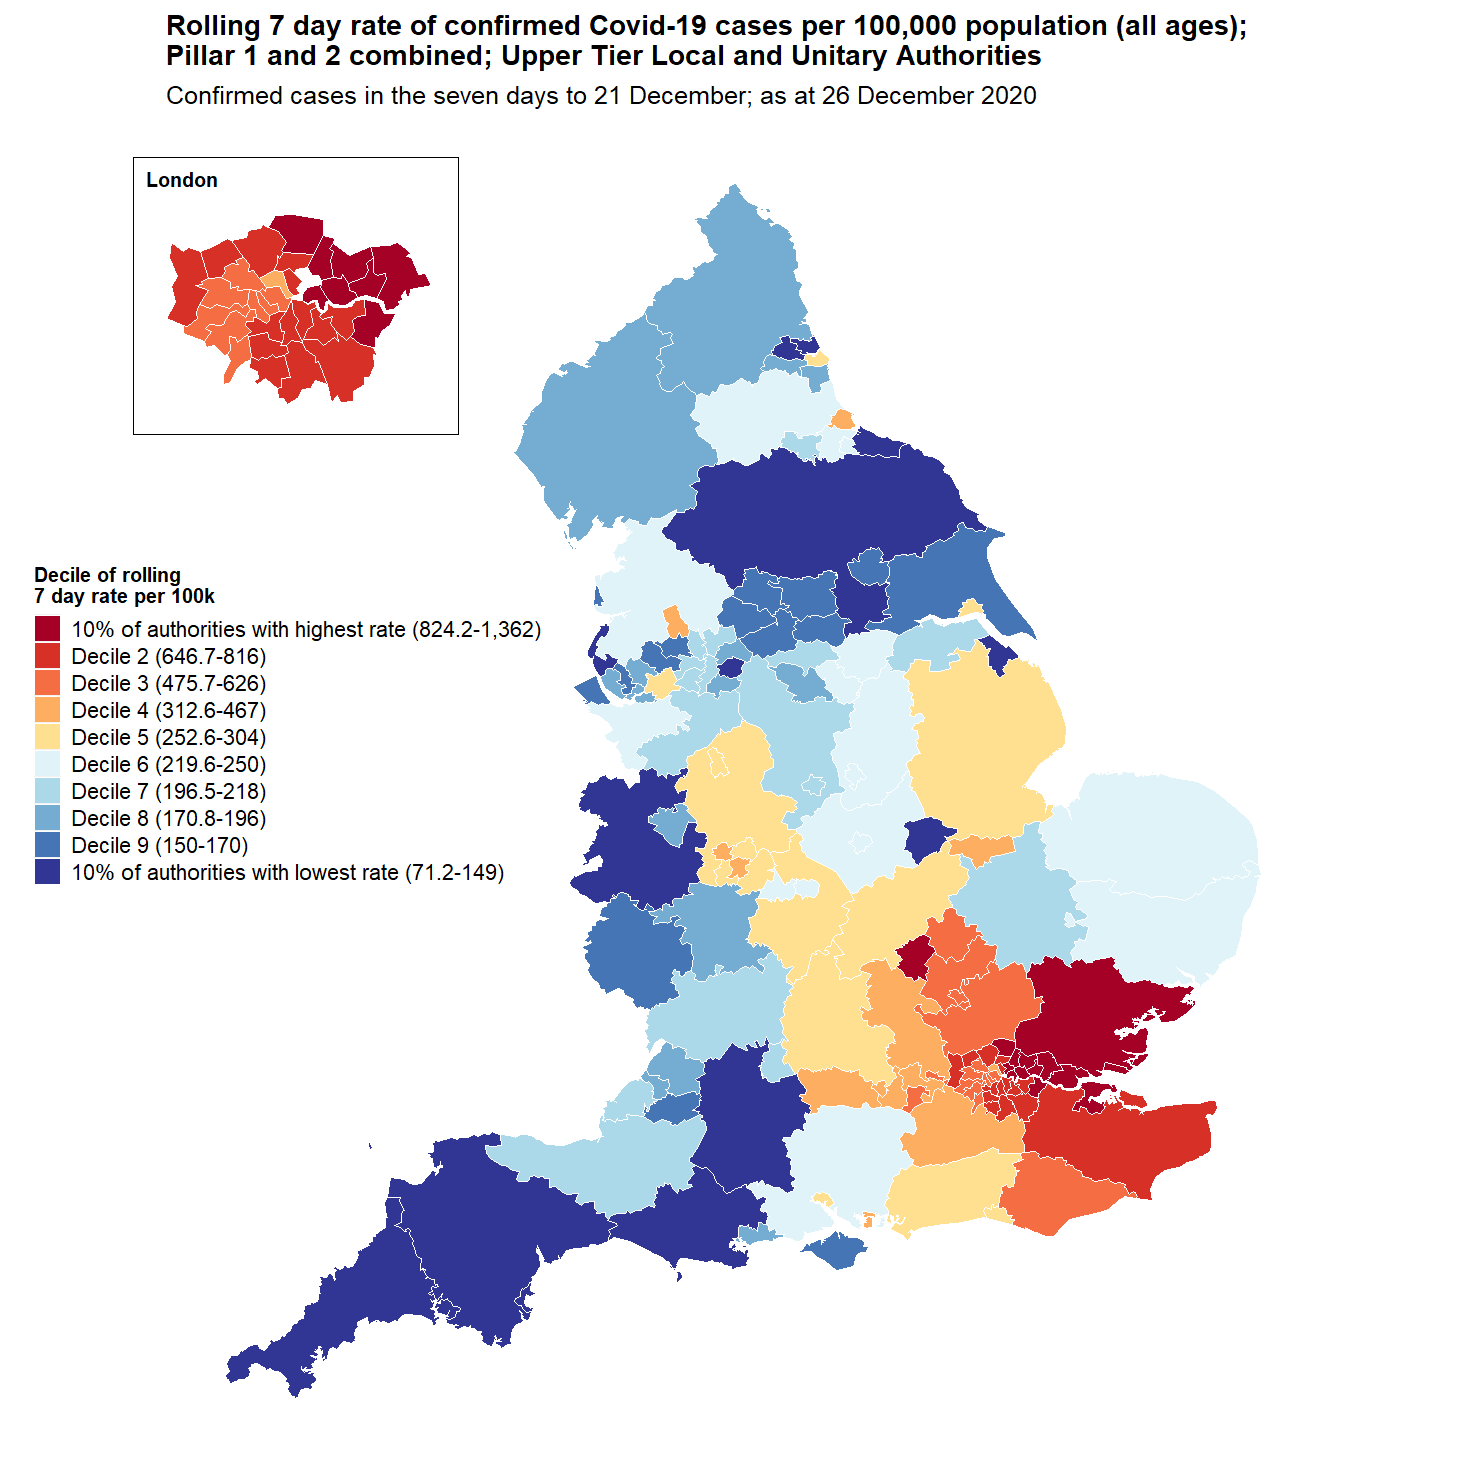 Rolling 7 day rate of confirmed Covid-19 cases per 100,000 population (all ages);
Pillar 1 and 2 combined; Upper Tier Local and Unitary Authorities
Confirmed cases in the seven days to 21 December; as at 26 December 2020
London
Decile of rolling
7 day rate per 100k
10% of authorities with highest rate (824.2-1,362)
Decile 2 (646.7-816)
Decile 3 (475.7-626)
Decile 4 (312.6-467)
Decile 5 (252.6-304)
Decile 6 (219.6-250)
Decile 7 (196.5-218)
Decile 8 (170.8-196)
Decile 9 (150-170)
10% of authorities with lowest rate (71.2-149)